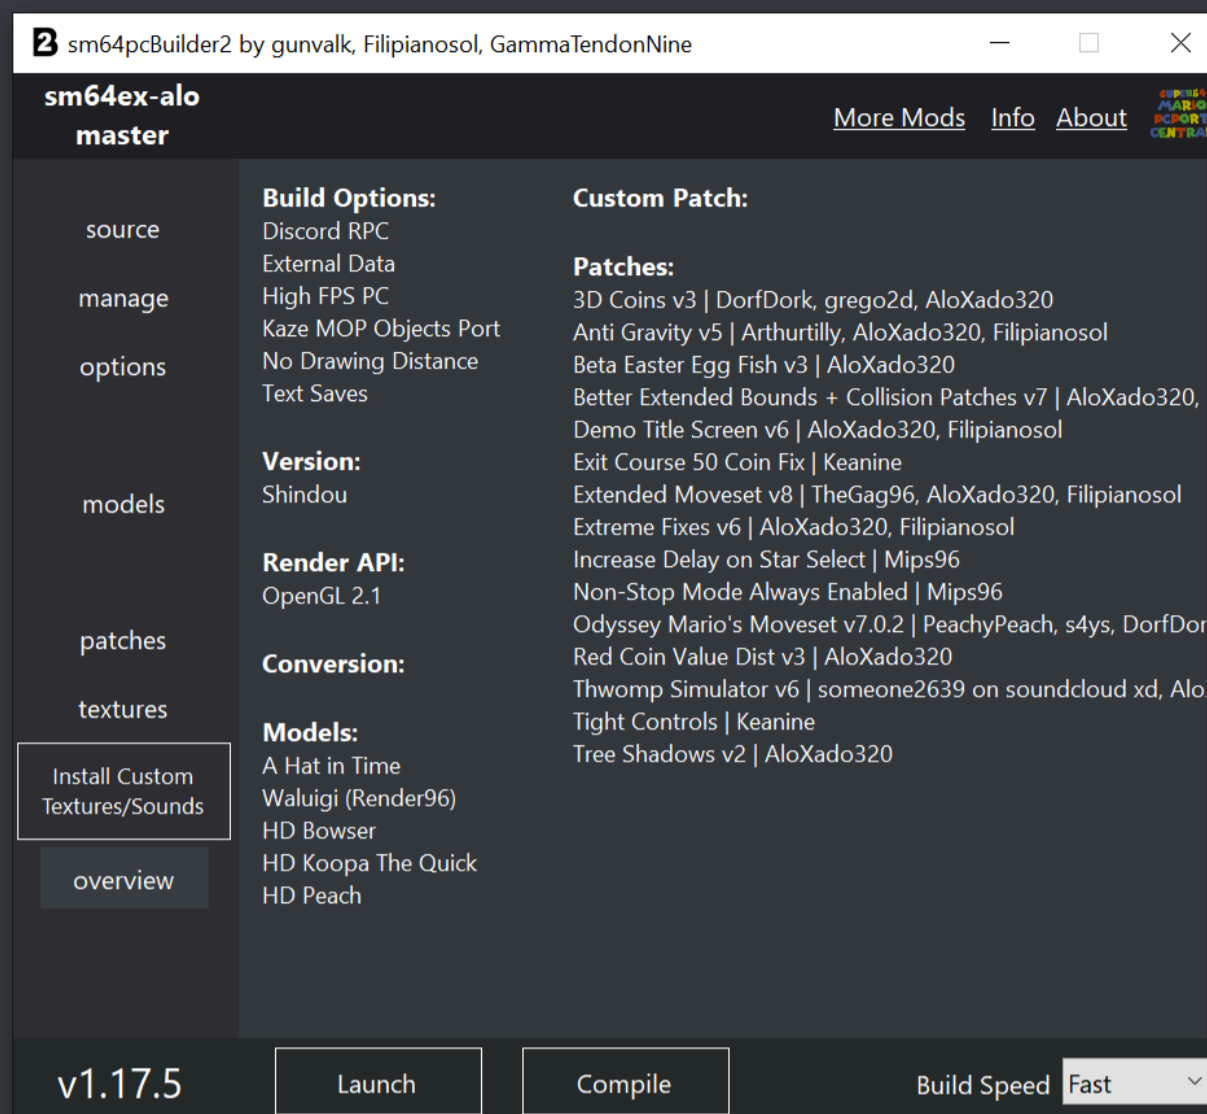 2 sm64pcBuilder2 by gunvalk, Filipianosol, GammaTendonNine
sm64ex-alo
master
More Mods Info About
MARIO
source
manage
options
models
patches
textures
Install Custom
Textures/Sounds
overview
Build Options:
Discord RPC
External Data
High FPS PC
Kaze MOP Objects Port
No Drawing Distance
Text Saves
Version:
Shindou
Render API:
OpenGL 2.1
Conversion:
Models:
A Hat in Time
Waluigi (Render96)
HD Bowser
HD Koopa The Quick
HD Peach
Custom Patch:
Patches:
3D Coins v3 | DorfDork, grego2d, AloXado320
Anti Gravity v5 | Arthurtilly, AloXado320, Filipianosol
Beta Easter Egg Fish v3 | AloXado320
Better Extended Bounds + Collision Patches v7 | AloXado320,
Demo Title Screen v6 | AloXado320, Filipianosol
Exit Course 50 Coin Fix | Keanine
Extended Moveset v8 | TheGag96, AloXado320, Filipianosol
Extreme Fixes v6 | AloXado320, Filipianosol
Increase Delay on Star Select | Mips96
Non-Stop Mode Always Enabled | Mips96
Odyssey Mario's Moveset v7.0.2 | PeachyPeach, s4ys, DorfDor
Red Coin Value Dist v3 | AloXado320
Thwomp Simulator v6 | someone2639 on soundcloud xd, Alo
Tight Controls | Keanine
Tree Shadows v2 | AloXado320
v1.17.5
Launch
Compile
Build Speed Fast